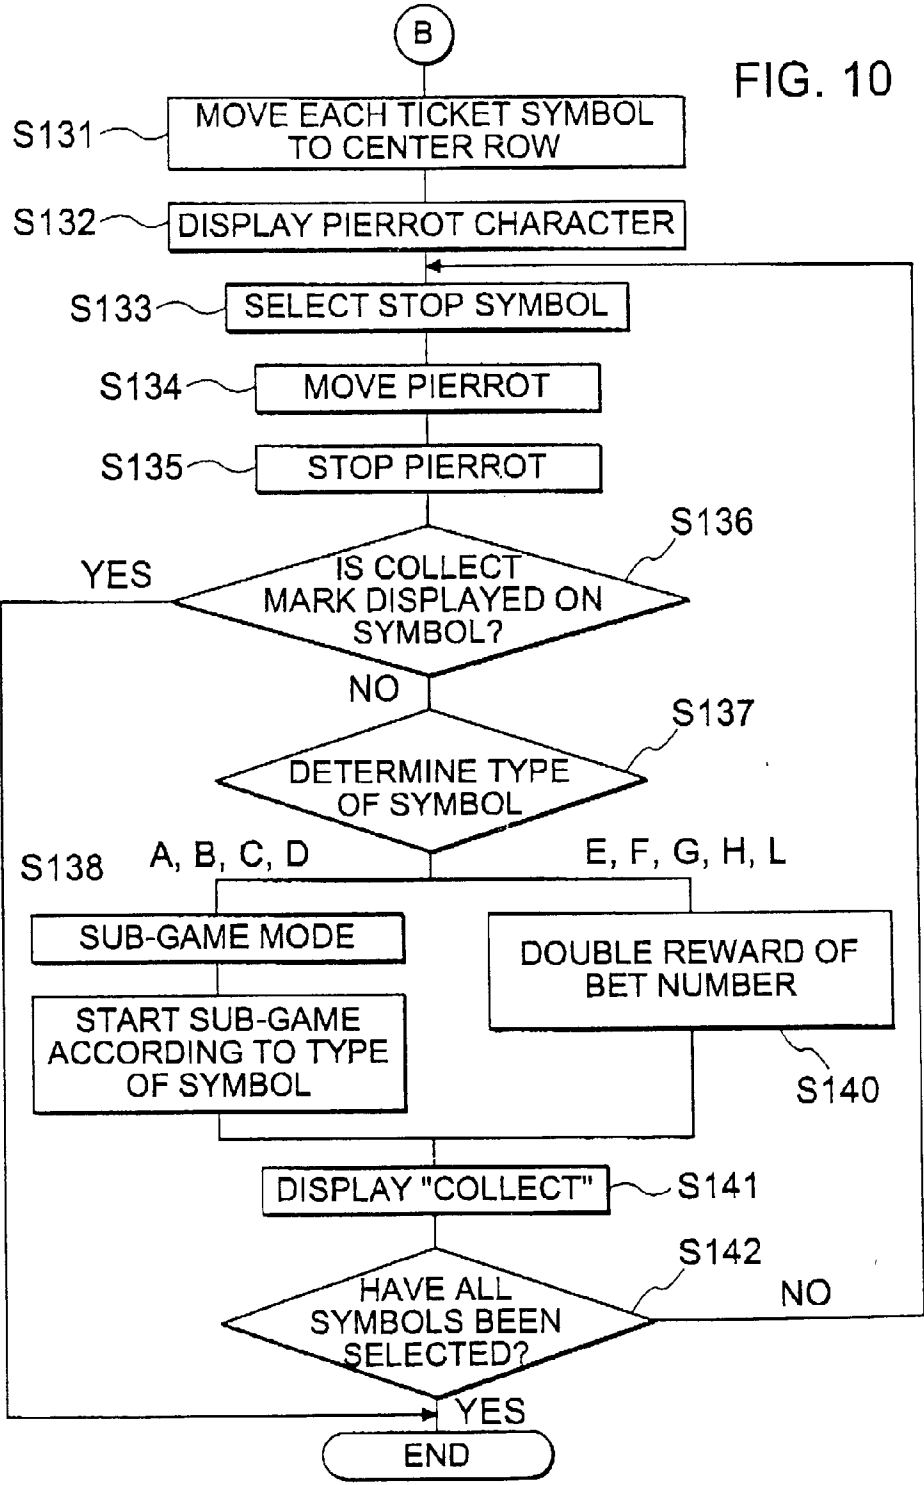 B
FIG. 10
S131
MOVE EACH TICKET SYMBOL
TO CENTER ROW
S132
DISPLAY PIERROT CHARACTER
S133
SELECT STOP SYMBOL
S134
MOVE PIERROT
S135
STOP PIERROT
S136
YES
IS COLLECT
MARK DISPLAYED ON
SYMBOL?
NO
S137
DETERMINE TYPE
OF SYMBOL
S138
A, B, C, D
E, F, G, H, L
SUB-GAME MODE
DOUBLE REWARD OF
BET NUMBER
START SUB-GAME
ACCORDING TO TYPE
OF SYMBOL
S140
DISPLAY "COLLECT"
S141
S142
HAVE ALL
SYMBOLS BEEN
SELECTED?
NO
YES
END